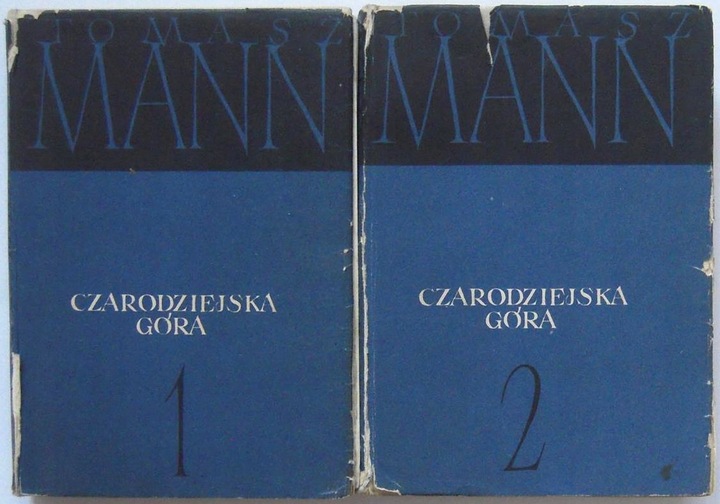 TOMASZ
MANN
CZARODZIEJSKA
GÓRA
1
TOMASZ
MANN
CZARODZIEJSKA
GÓRA
2